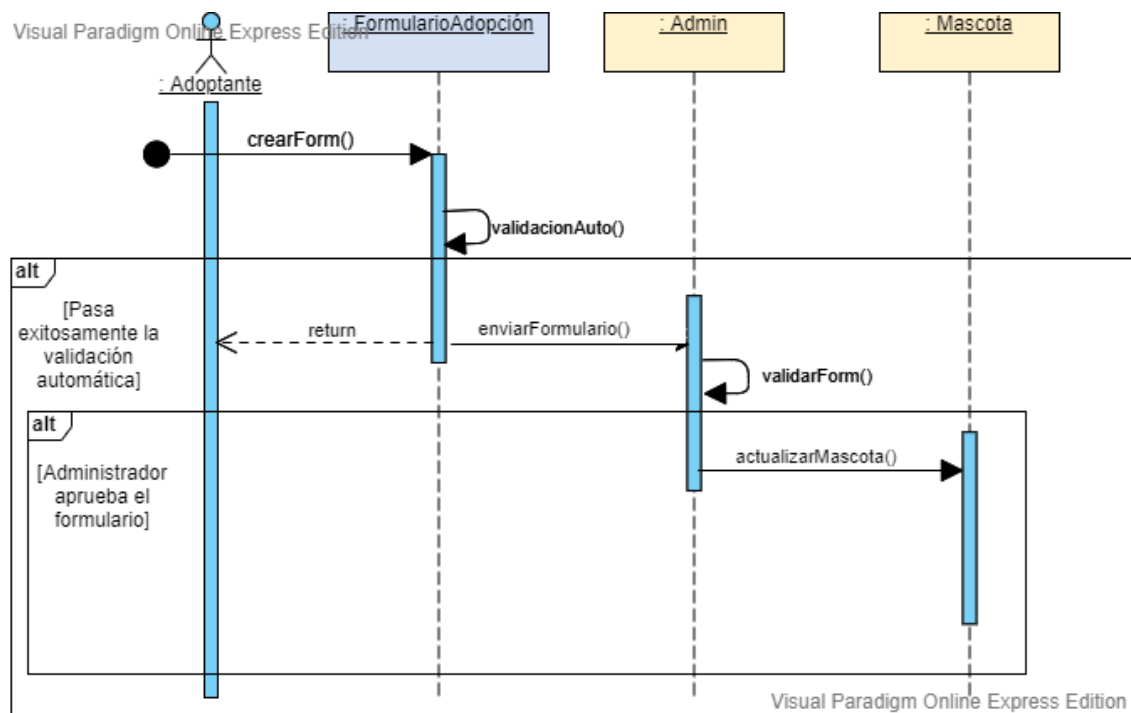 Visual Paradigm Online Express Edition
: FormularioAdopción
: Admin
: Mascota
: Adoptante
crearForm()
validacionAuto()
alt
[Pasa
exitosamente la
validación
automática]
return
enviarFormulario()
validarForm()
alt
[Administrador
aprueba el
formulario]
actualizarMascota()
Visual Paradigm Online Express Edition